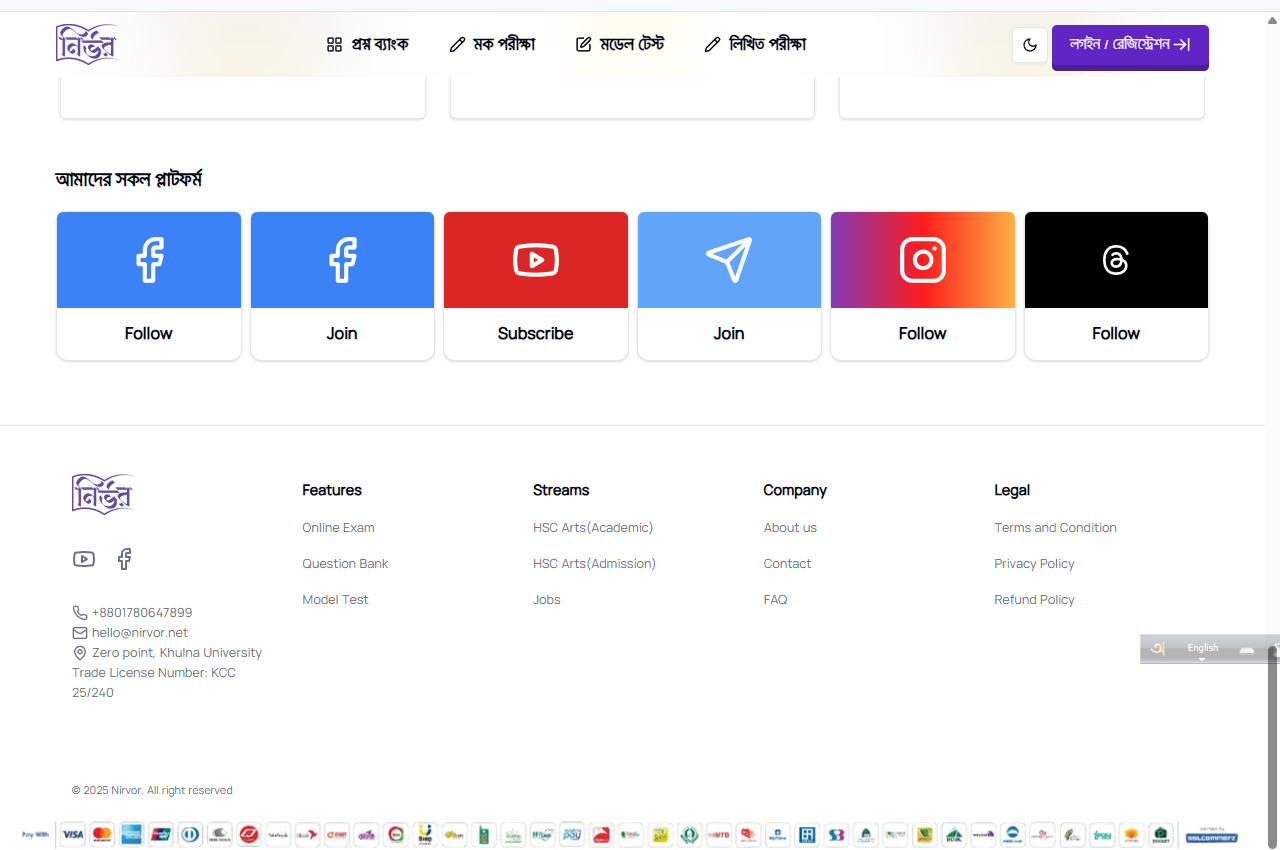 নির্ভর
প্রশ্ন ব্যাংক
মক পরীক্ষা
মডেল টেস্ট
লিখিত পরীক্ষা
লগইন / রেজিস্ট্রেশন
আমাদের সকল প্লাটফর্ম
Follow
Join
Subscribe
Join
Follow
Follow
নির্ভর
+8801780647899
hello@nirvor.net
Zero point, Khulna University
Trade License Number: KCC
25/240
Features
Online Exam
Question Bank
Model Test
Streams
HSC Arts(Academic)
HSC Arts(Admission)
Jobs
Company
About us
Contact
FAQ
Legal
Terms and Condition
Privacy Policy
Refund Policy
অ
English
© 2025 Nirvor. All right reserved
Pay With
VISA
SSLCOMMERZ